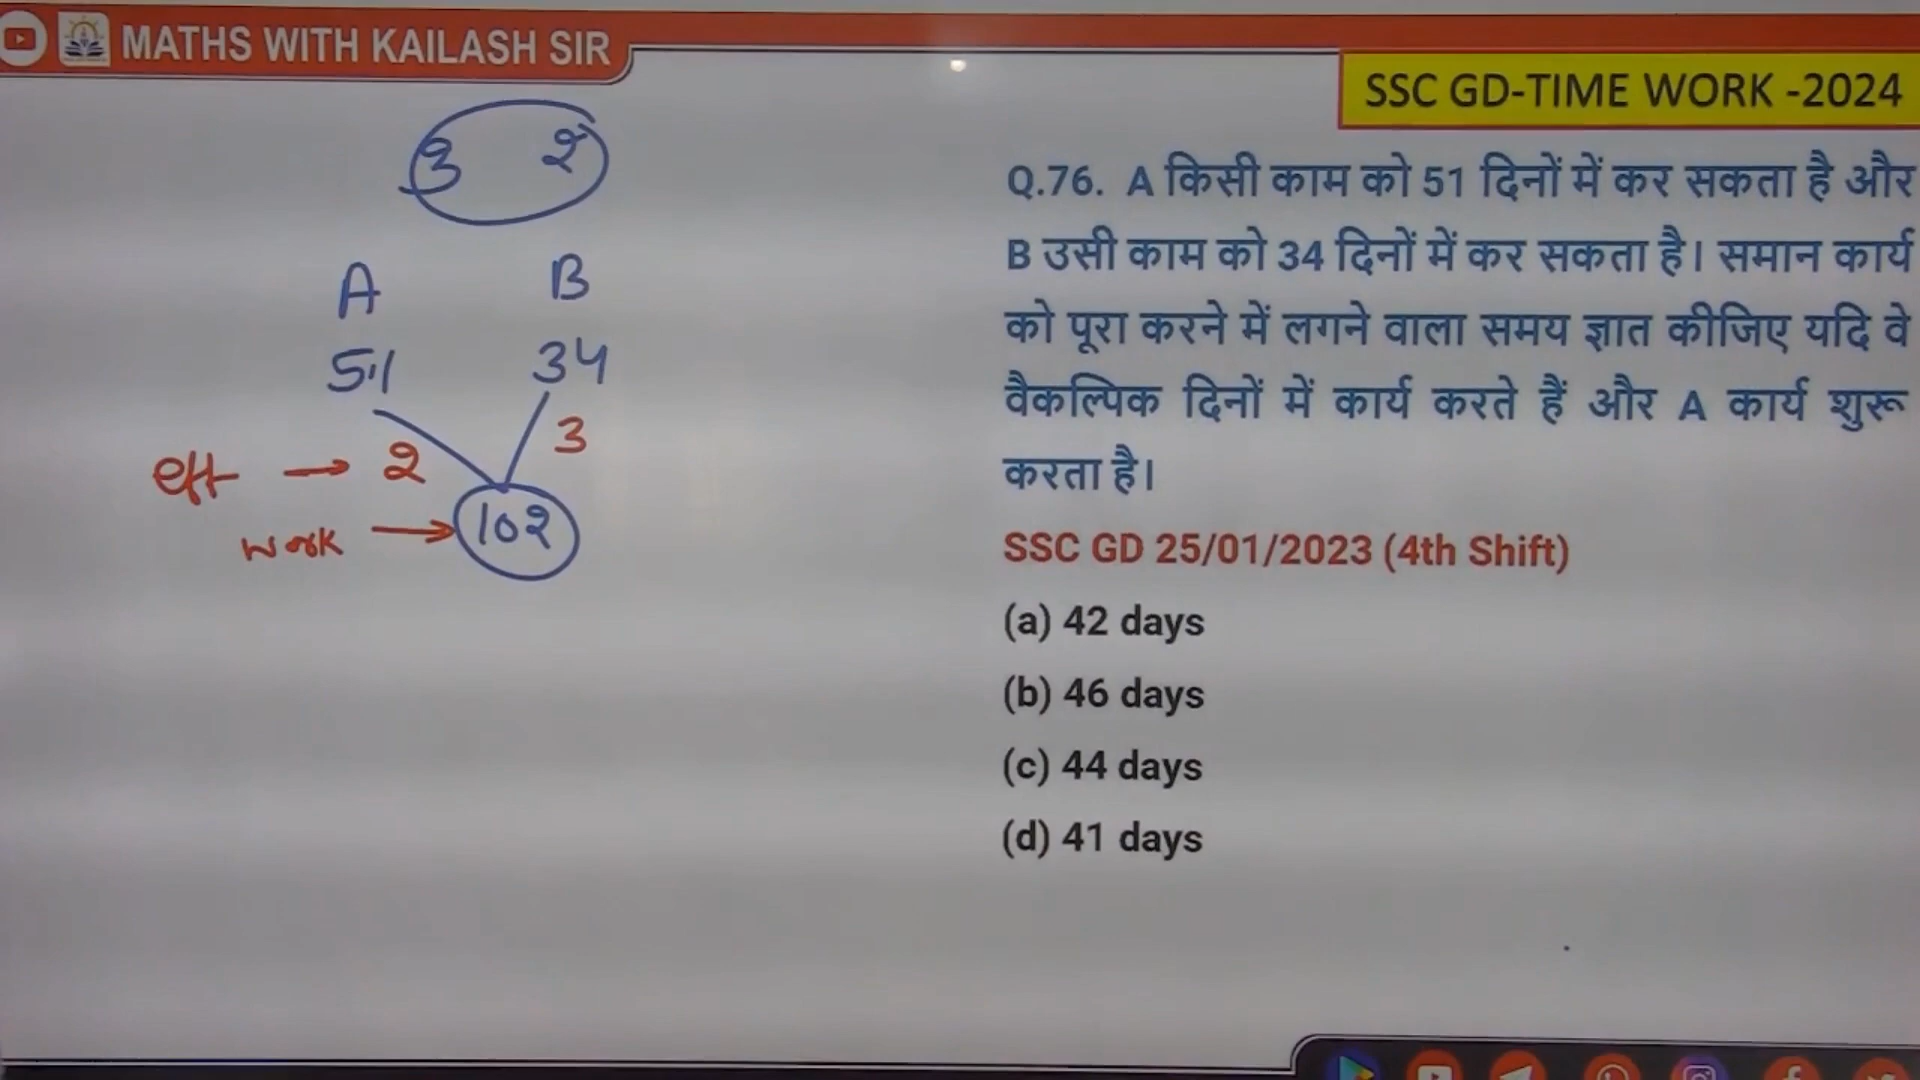 MATHS WITH KAILASH SIR
SSC GD-TIME WORK -2024
3 2
A B
51 34
eff → 2 3
work → 102
Q.76. A किसी काम को 51 दिनों में कर सकता है और
B उसी काम को 34 दिनों में कर सकता है। समान कार्य
को पूरा करने में लगने वाला समय ज्ञात कीजिए यदि वे
वैकल्पिक दिनों में कार्य करते हैं और A कार्य शुरू
करता है।
SSC GD 25/01/2023 (4th Shift)
(a) 42 days
(b) 46 days
(c) 44 days
(d) 41 days